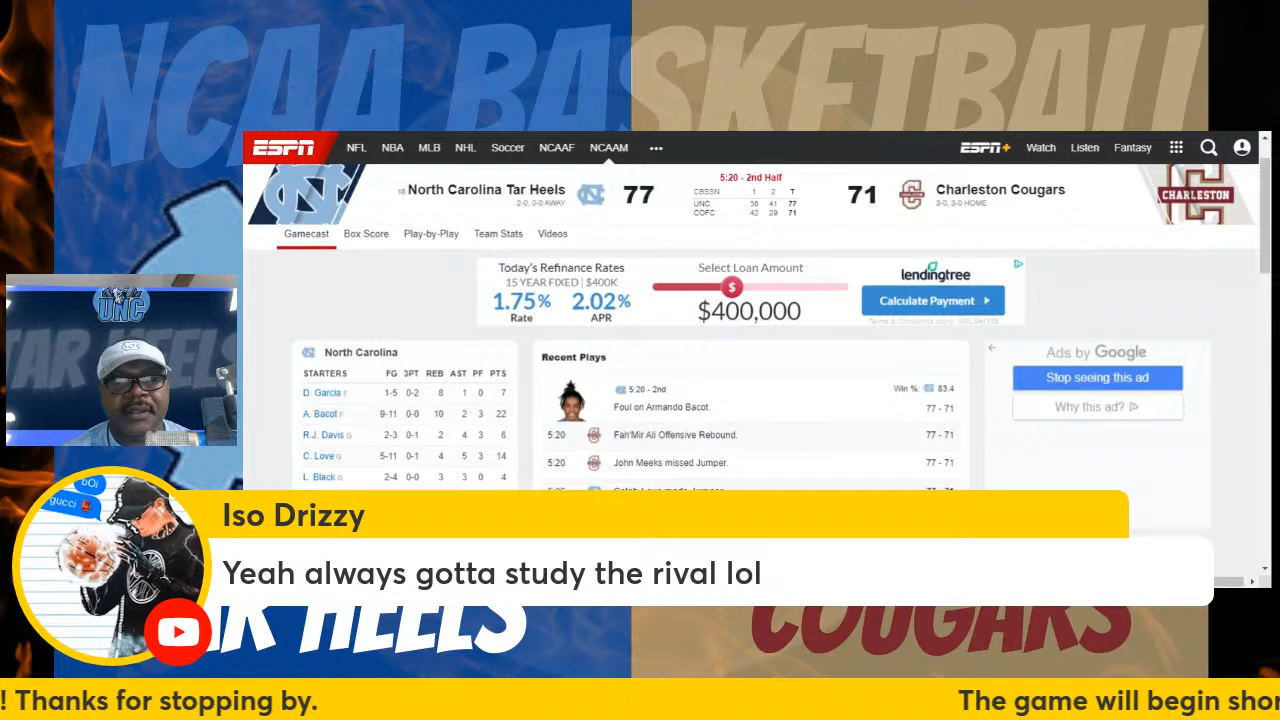 NCAA BASKETBALL
ESPN NFL NBA MLB NHL Soccer NCAAF NCAAM ••• ESPN+ Watch Listen Fantasy
18 North Carolina Tar Heels 77 5:20 - 2nd Half 71 Charleston Cougars
2-0, 0-0 AWAY 3-0, 3-0 HOME
CBSSN 1 2 T
UNC 36 41 77
COFC 42 29 71
CHARLESTON
CHARLESTON
Gamecast Box Score Play-by-Play Team Stats Videos
Today's Refinance Rates
15 YEAR FIXED | $400K
1.75% 2.02%
Rate APR
Select Loan Amount
$
$400,000
lendingtree
Calculate Payment
North Carolina
STARTERS FG 3PT REB AST PF PTS
D. Garcia F 1-5 0-2 8 1 0 7
A. Bacot F 9-11 0-0 10 2 3 22
R.J. Davis G 2-3 0-1 2 4 3 6
C. Love G 5-11 0-1 4 5 3 14
L. Black G 2-4 0-0 3 3 0 4
Recent Plays
5:20 - 2nd Win %: 83.4
Foul on Armando Bacot. 77 - 71
5:20 Fah'Mir Ali Offensive Rebound. 77 - 71
5:20 John Meeks missed Jumper. 77 - 71
Ads by Google
Stop seeing this ad
Why this ad?
UNC
TAR HEELS
bOi
gucci
Iso Drizzy
Yeah always gotta study the rival lol
AR HEELS
COUGARS
! Thanks for stopping by. The game will begin shor